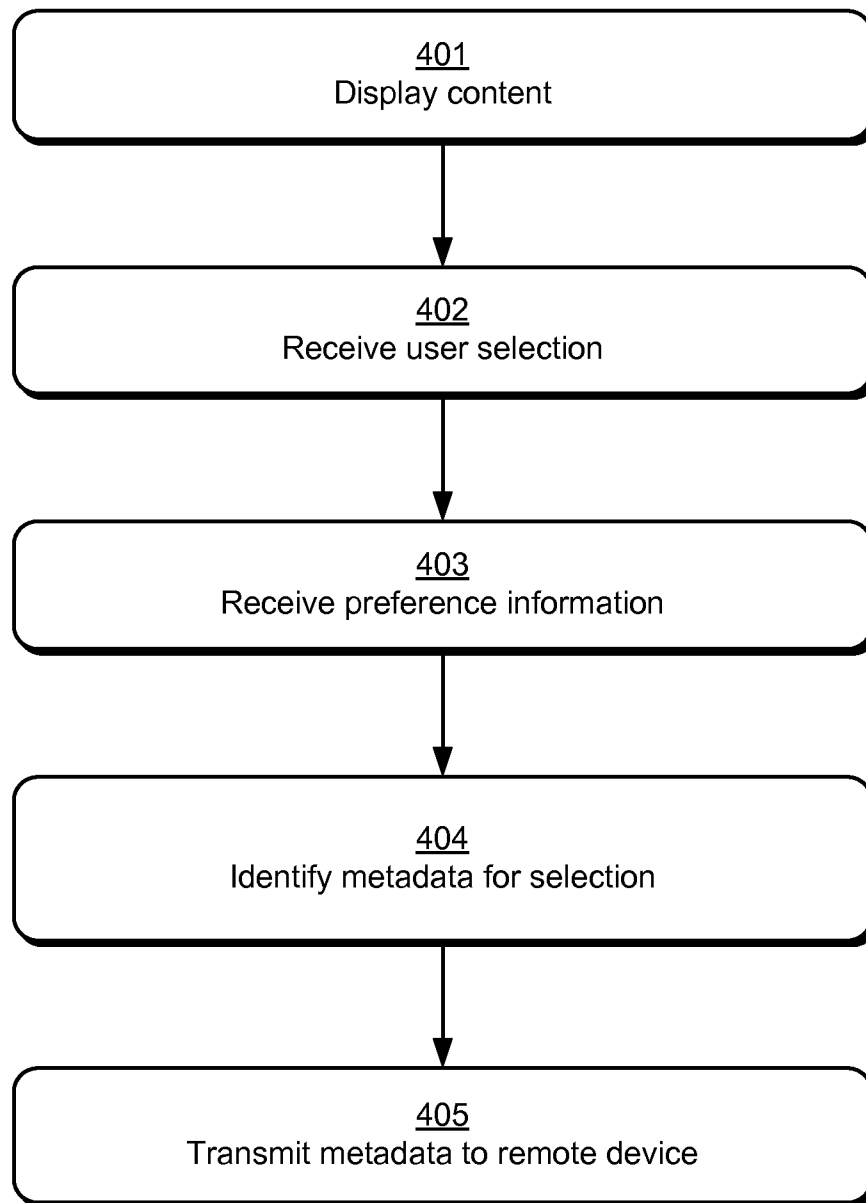 401
Display content
402
Receive user selection
403
Receive preference information
404
Identify metadata for selection
405
Transmit metadata to remote device